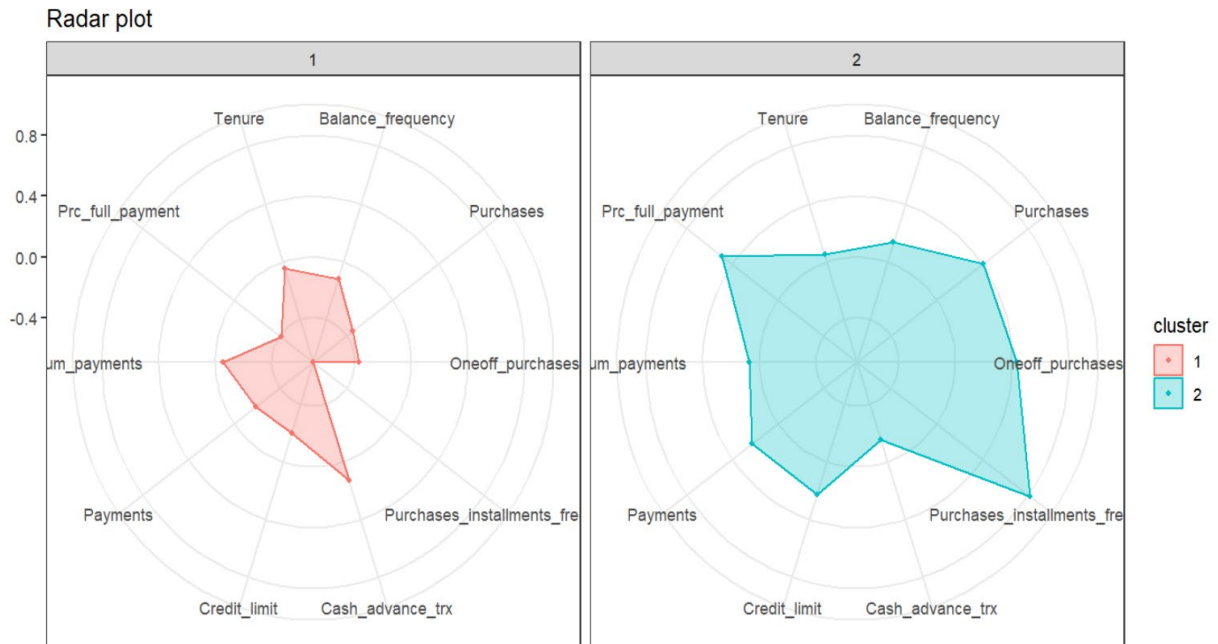 Radar plot
1
2
Tenure
Balance_frequency
Tenure
Balance_frequency
0.8
0.4
Prc_full_payment
Purchases
Prc_full_payment
Purchases
0.0
-0.4
cluster
um_payments
Oneoff_purchases
um_payments
Oneoff_purchases
1
2
Payments
Purchases_installments_fre
Payments
Purchases_installments_fre
Credit_limit
Cash_advance_trx
Credit_limit
Cash_advance_trx